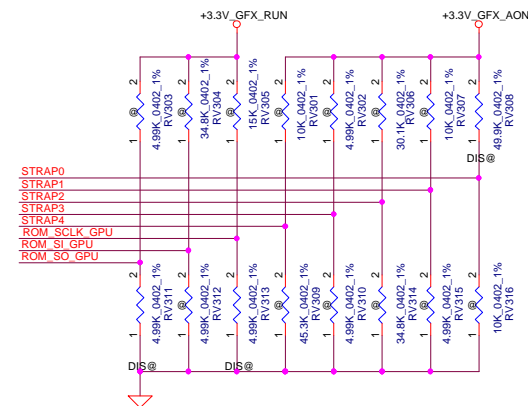 +3.3V_GFX_RUN
+3.3V_GFX_AON
2
4.99K_0402_1%
RV303
@
1
2
34.8K_0402_1%
RV304
@
1
2
15K_0402_1%
RV305
@
1
2
10K_0402_1%
RV301
@
1
2
4.99K_0402_1%
RV302
@
1
2
30.1K_0402_1%
RV306
@
1
2
10K_0402_1%
RV307
@
1
2
49.9K_0402_1%
RV308
1
DIS@
STRAP0
STRAP1
STRAP2
STRAP3
STRAP4
ROM_SCLK_GPU
ROM_SI_GPU
ROM_SO_GPU
2
4.99K_0402_1%
RV311
1
DIS@
2
4.99K_0402_1%
RV312
@
1
2
4.99K_0402_1%
RV313
1
DIS@
2
45.3K_0402_1%
RV309
@
1
2
4.99K_0402_1%
RV310
@
1
2
34.8K_0402_1%
RV314
@
1
2
4.99K_0402_1%
RV315
@
1
2
10K_0402_1%
RV316
@
1